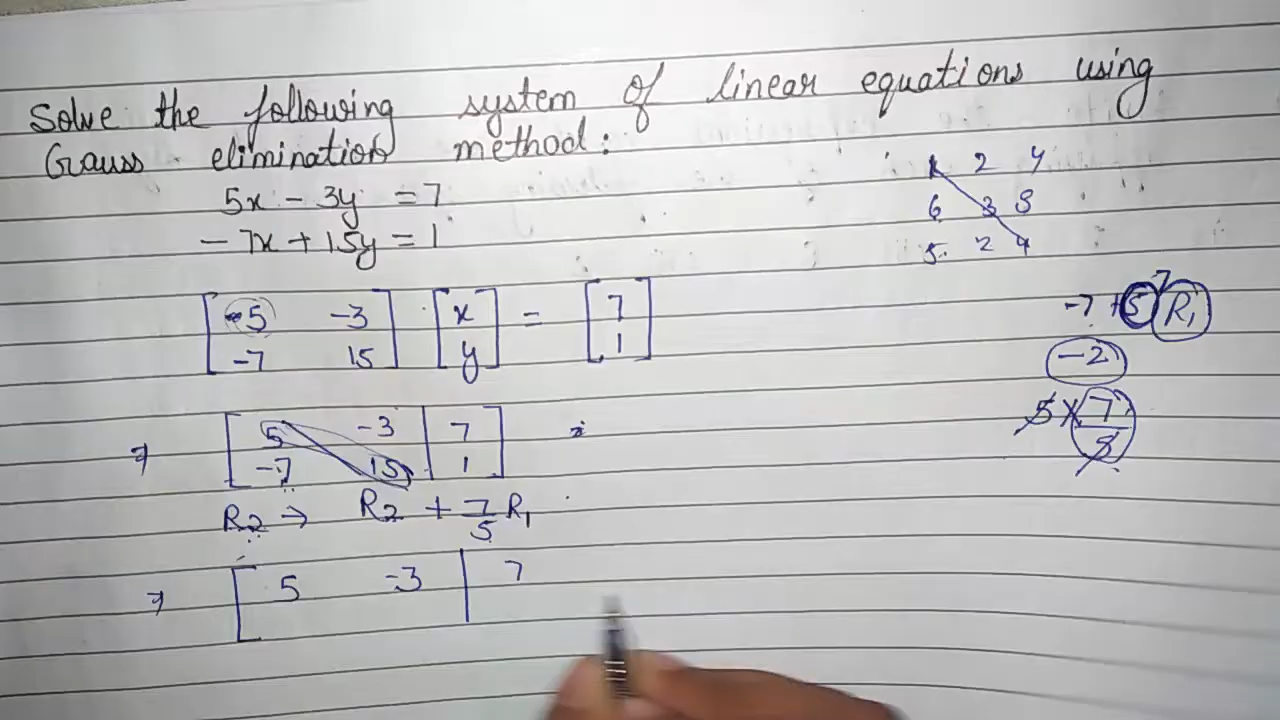 Solve the following system of linear equations using
Gauss elimination method:
5x - 3y = 7
- 7x + 15y = 1
[ 5 -3 ] [ x ] = [ 7 ]
[ -7 15 ] [ y ] [ 1 ]
⇒ [ 5 -3 | 7 ]
[ -7 15 | 1 ]
R2 → R2 + 7/5 R1
⇒ [ 5 -3 | 7
1 2 4
6 3 8
5 2 4
-7 + 5 R1
-2
5 x 7/5